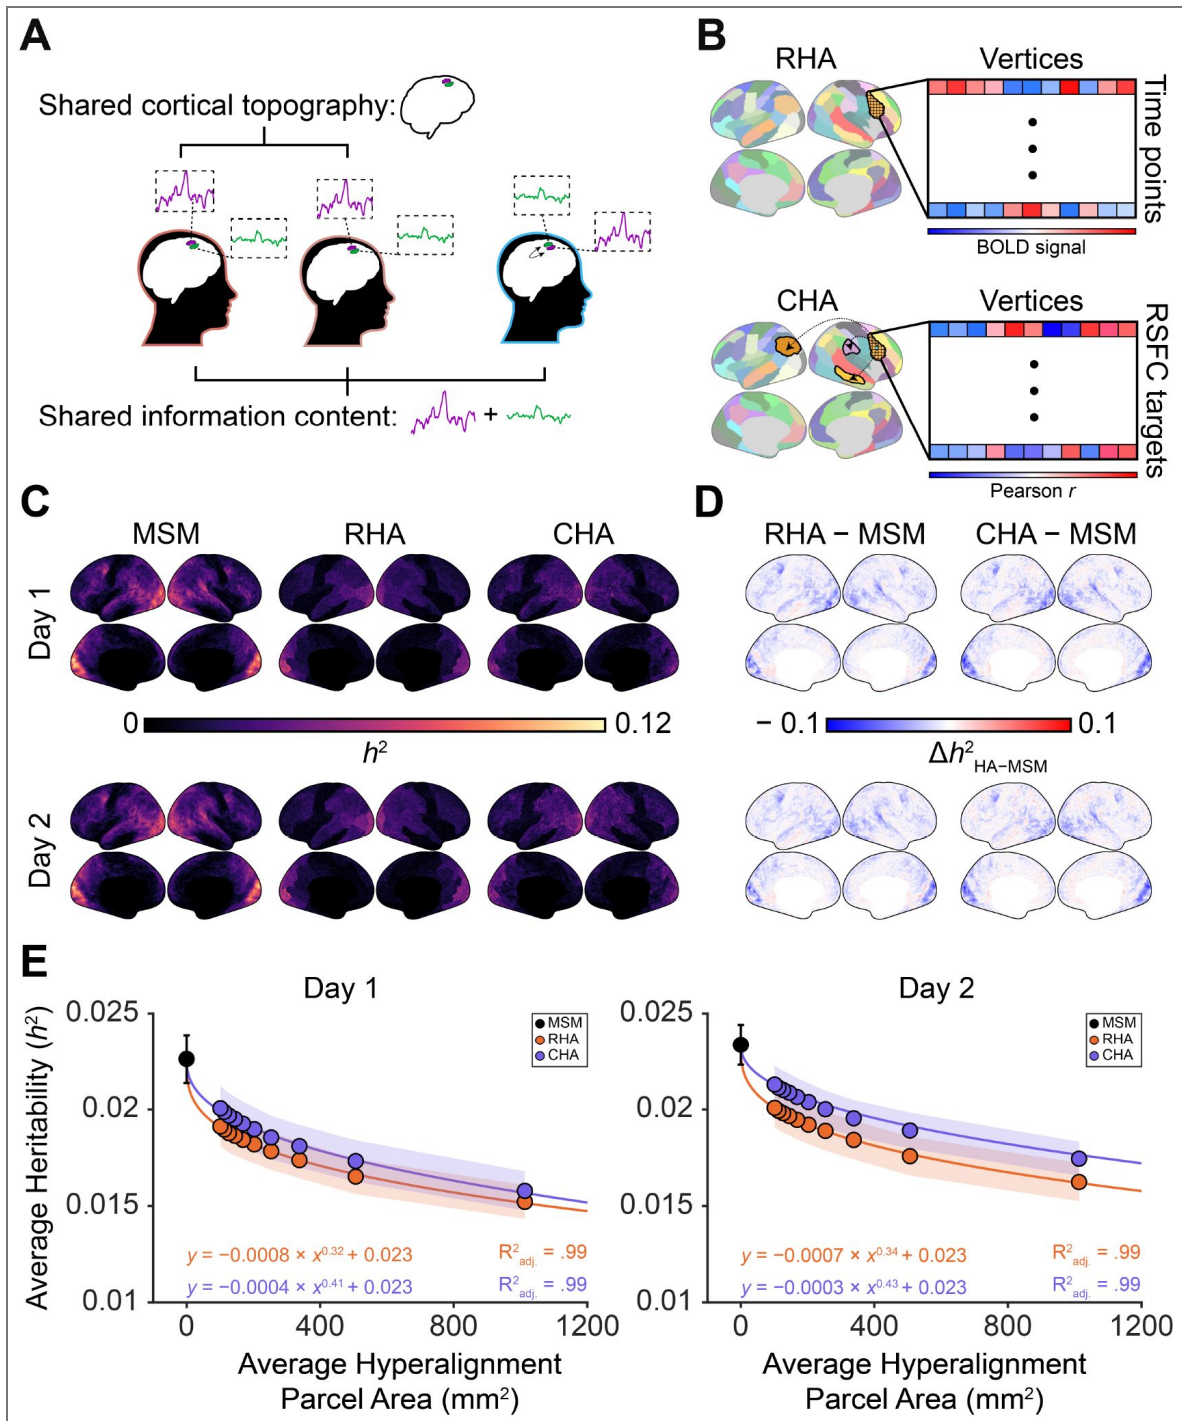 A
Shared cortical topography:
Shared information content: +
B
RHA
Vertices
Time points
BOLD signal
CHA
Vertices
RSFC targets
Pearson r
C
MSM RHA CHA
Day 1
0 0.12
h²
Day 2
D
RHA − MSM CHA − MSM
− 0.1 0.1
Δh²HA−MSM
E
Day 1
Average Heritability (h²)
0.025
0.02
0.015
0.01
MSM
RHA
CHA
y = −0.0008 × x^0.32 + 0.023 R²adj. = .99
y = −0.0004 × x^0.41 + 0.023 R²adj. = .99
0 400 800 1200
Average Hyperalignment
Parcel Area (mm²)
Day 2
0.025
0.02
0.015
0.01
MSM
RHA
CHA
y = −0.0007 × x^0.34 + 0.023 R²adj. = .99
y = −0.0003 × x^0.43 + 0.023 R²adj. = .99
0 400 800 1200
Average Hyperalignment
Parcel Area (mm²)